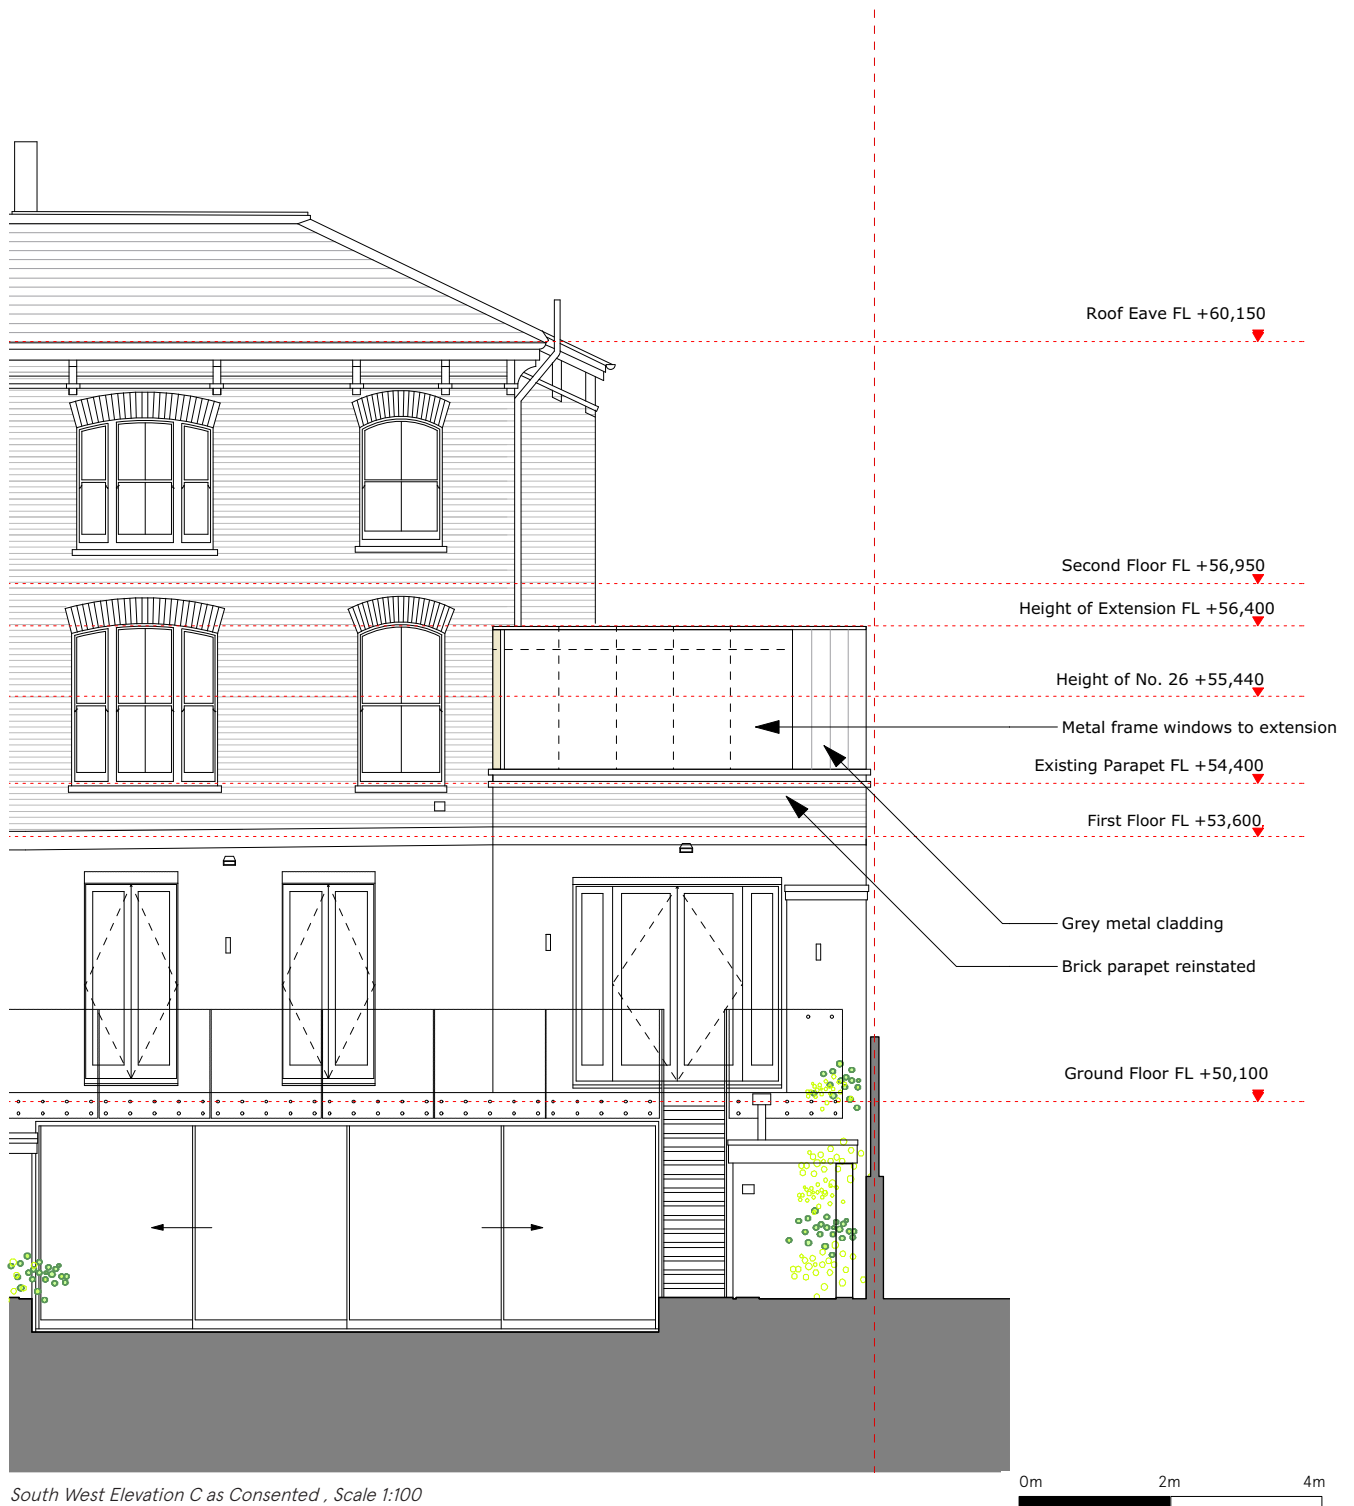 Roof Eave FL +60,150
Second Floor FL +56,950
Height of Extension FL +56,400
Height of No. 26 +55,440
Metal frame windows to extension
Existing Parapet FL +54,400
First Floor FL +53,600
Grey metal cladding
Brick parapet reinstated
Ground Floor FL +50,100
0m 2m 4m
South West Elevation C as Consented , Scale 1:100